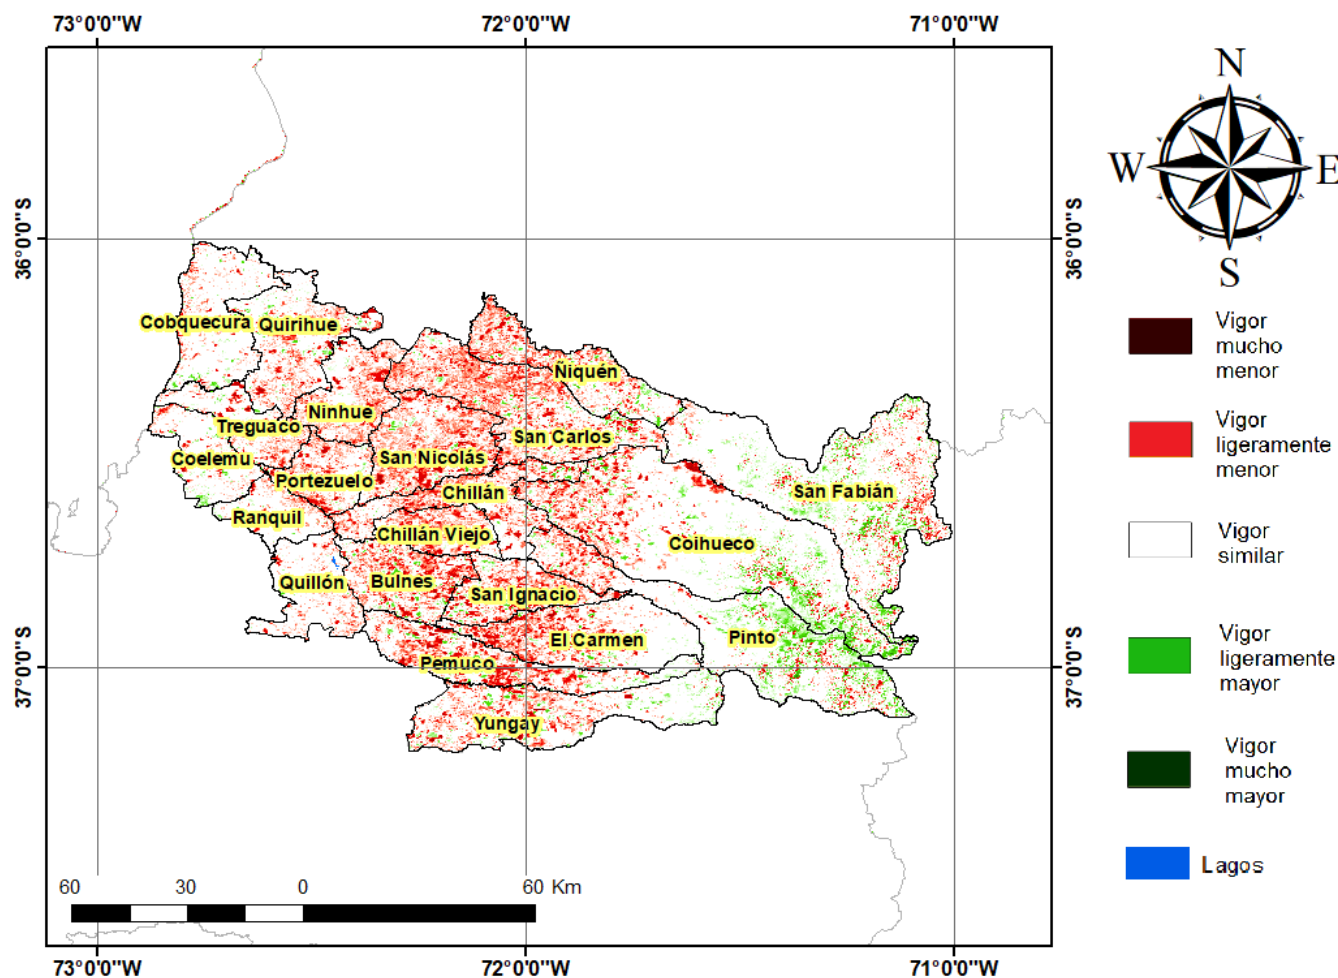 73°0'0"W
72°0'0"W
71°0'0"W
36°0'0"S
36°0'0"S
37°0'0"S
37°0'0"S
N
W
E
S
Cobquecura
Quirihue
Ñiquén
Ninhue
Treguaco
San Carlos
Coelemu
San Nicolás
Portezuelo
Chillán
San Fabián
Ranquil
Chillán Viejo
Coihueco
Quillón
Bulnes
San Ignacio
El Carmen
Pinto
Pemuco
Yungay
Vigor
mucho
menor
Vigor
ligeramente
menor
Vigor
similar
Vigor
ligeramente
mayor
Vigor
mucho
mayor
Lagos
60 30 0 60 Km
73°0'0"W
72°0'0"W
71°0'0"W